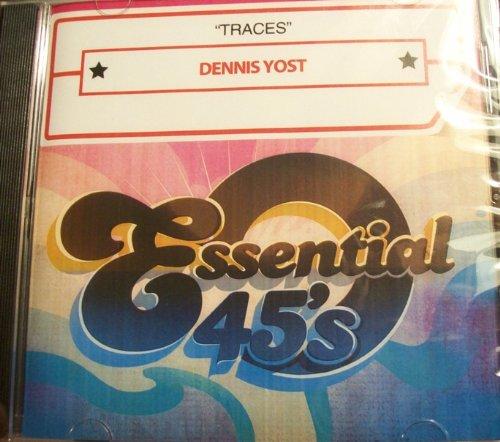 "TRACES"
DENNIS YOST
Essential
45's